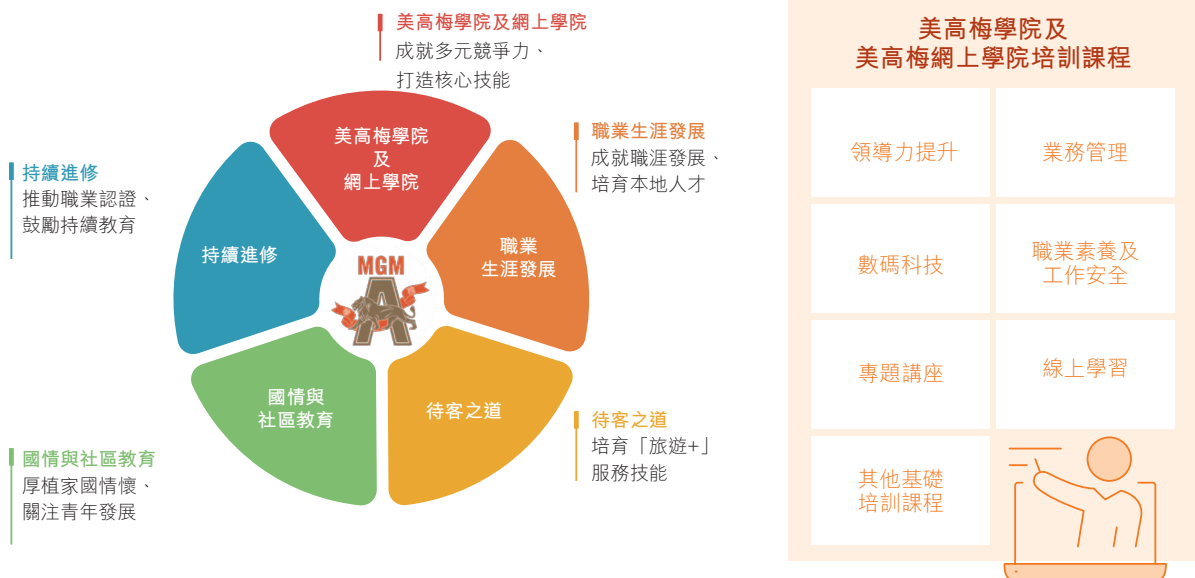 美高梅學院及網上學院
成就多元競爭力、
打造核心技能
美高梅學院
及
網上學院
職業生涯發展
成就職涯發展、
培育本地人才
職業
生涯發展
持續進修
推動職業認證、
鼓勵持續教育
持續進修
MGM
A
國情與
社區教育
待客之道
待客之道
培育「旅遊+」
服務技能
國情與社區教育
厚植家國情懷、
關注青年發展
美高梅學院及
美高梅網上學院培訓課程
領導力提升
業務管理
數碼科技
職業素養及
工作安全
專題講座
線上學習
其他基礎
培訓課程